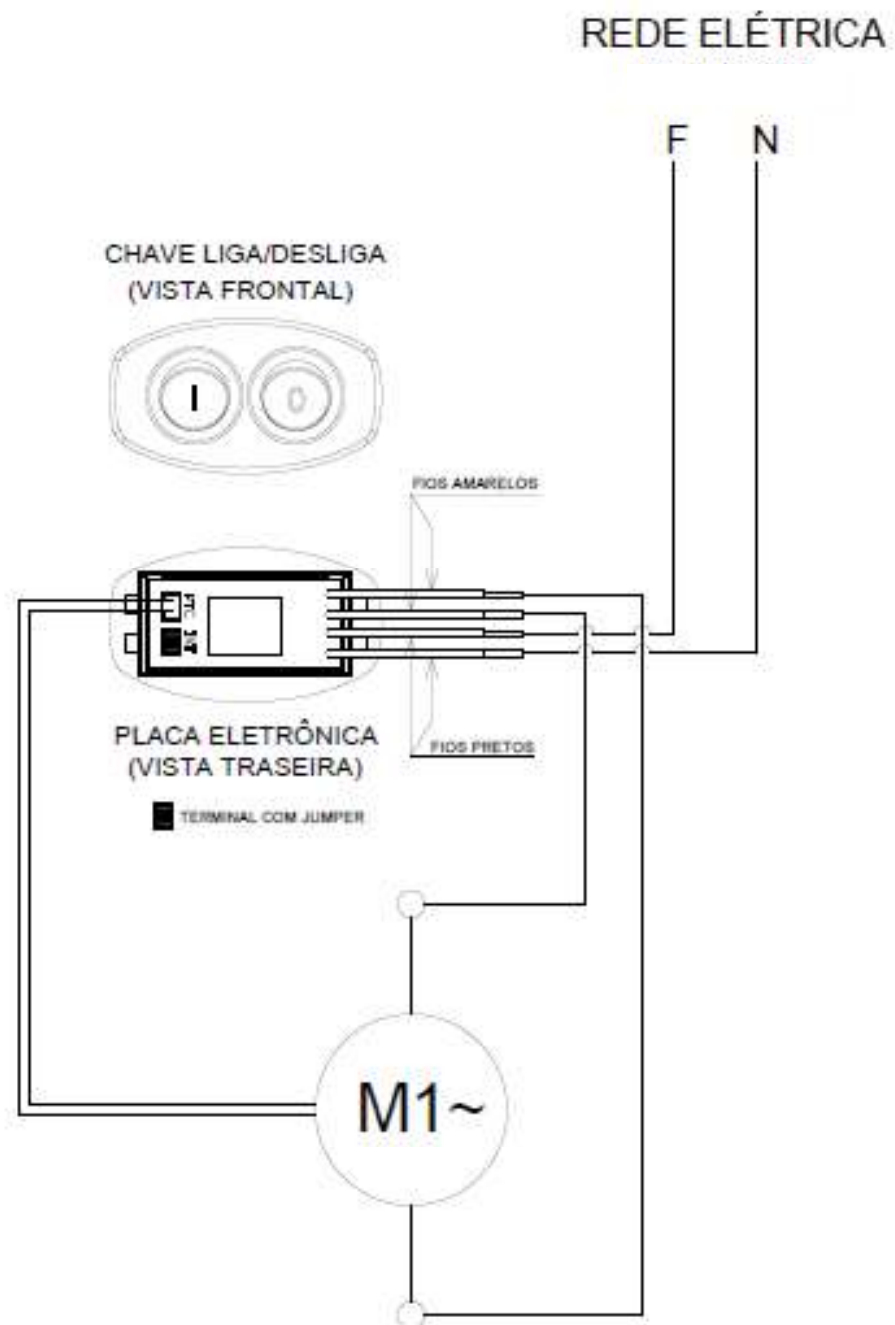 REDE ELÉTRICA
F N
CHAVE LIGA/DESLIGA
(VISTA FRONTAL)
I O
FIOS AMARELOS
PTC
PLACA ELETRÔNICA
(VISTA TRASEIRA)
FIOS PRETOS
TERMINAL COM JUMPER
M1~